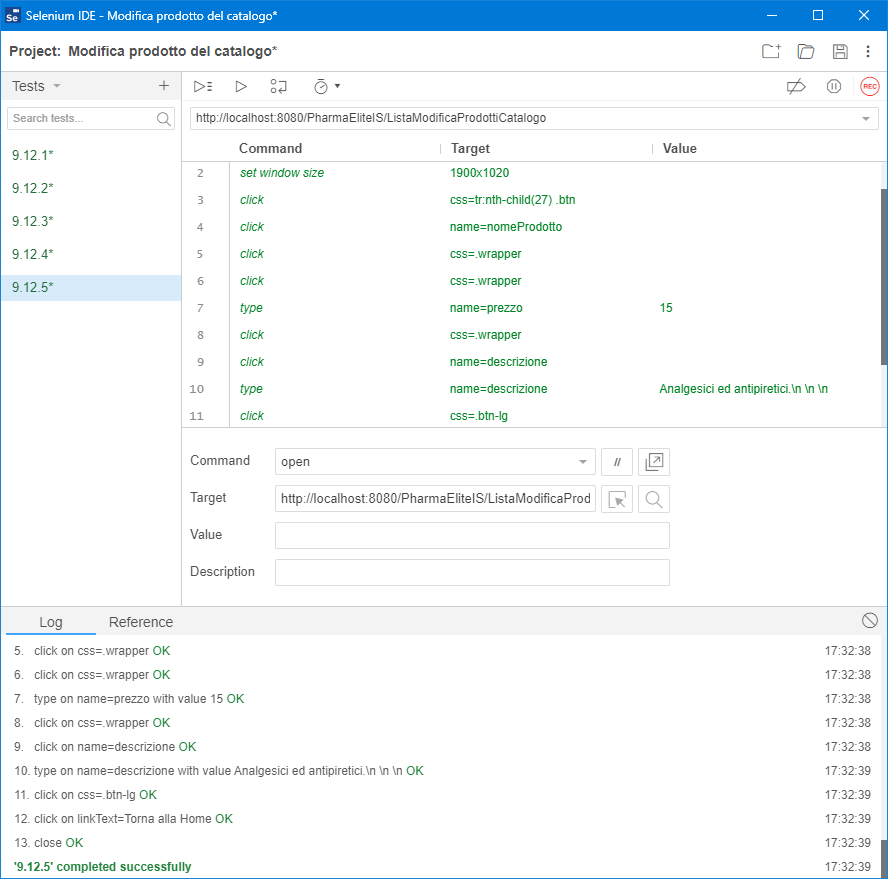 Se Selenium IDE - Modifica prodotto del catalogo*
Project: Modifica prodotto del catalogo*
Tests +
REC
Search tests...
http://localhost:8080/PharmaEliteIS/ListaModificaProdottiCatalogo
9.12.1*
9.12.2*
9.12.3*
9.12.4*
9.12.5*
Command Target Value
2 set window size 1900x1020
3 click css=tr:nth-child(27) .btn
4 click name=nomeProdotto
5 click css=.wrapper
6 click css=.wrapper
7 type name=prezzo 15
8 click css=.wrapper
9 click name=descrizione
10 type name=descrizione Analgesici ed antipiretici.\n \n \n
11 click css=.btn-lg
Command open //
Target http://localhost:8080/PharmaEliteIS/ListaModificaProd
Value
Description
Log Reference
5. click on css=.wrapper OK 17:32:38
6. click on css=.wrapper OK 17:32:38
7. type on name=prezzo with value 15 OK 17:32:38
8. click on css=.wrapper OK 17:32:38
9. click on name=descrizione OK 17:32:38
10. type on name=descrizione with value Analgesici ed antipiretici.\n \n \n OK 17:32:39
11. click on css=.btn-lg OK 17:32:39
12. click on linkText=Torna alla Home OK 17:32:39
13. close OK 17:32:39
'9.12.5' completed successfully 17:32:39